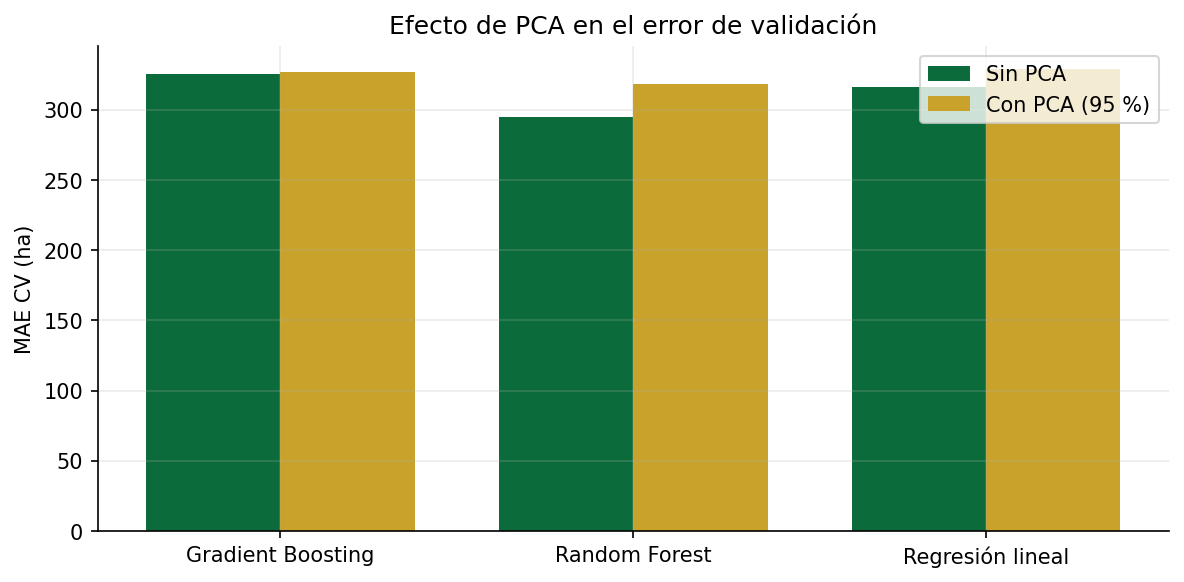 Efecto de PCA en el error de validación
Sin PCA
Con PCA (95 %)
MAE CV (ha)
300
250
200
150
100
50
0
Gradient Boosting
Random Forest
Regresión lineal